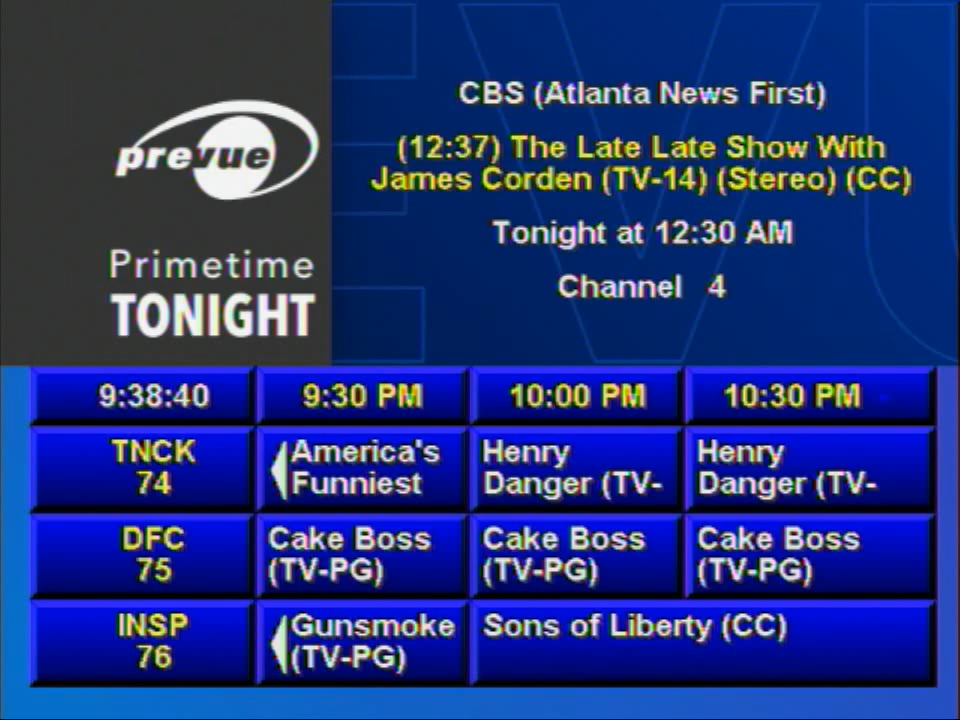 prevue
Primetime
TONIGHT
CBS (Atlanta News First)
(12:37) The Late Late Show With
James Corden (TV-14) (Stereo) (CC)
Tonight at 12:30 AM
Channel 4
9:38:40 9:30 PM 10:00 PM 10:30 PM
TNCK
74
America's
Funniest
Henry
Danger (TV-
Henry
Danger (TV-
DFC
75
Cake Boss
(TV-PG)
Cake Boss
(TV-PG)
Cake Boss
(TV-PG)
INSP
76
Gunsmoke
(TV-PG)
Sons of Liberty (CC)